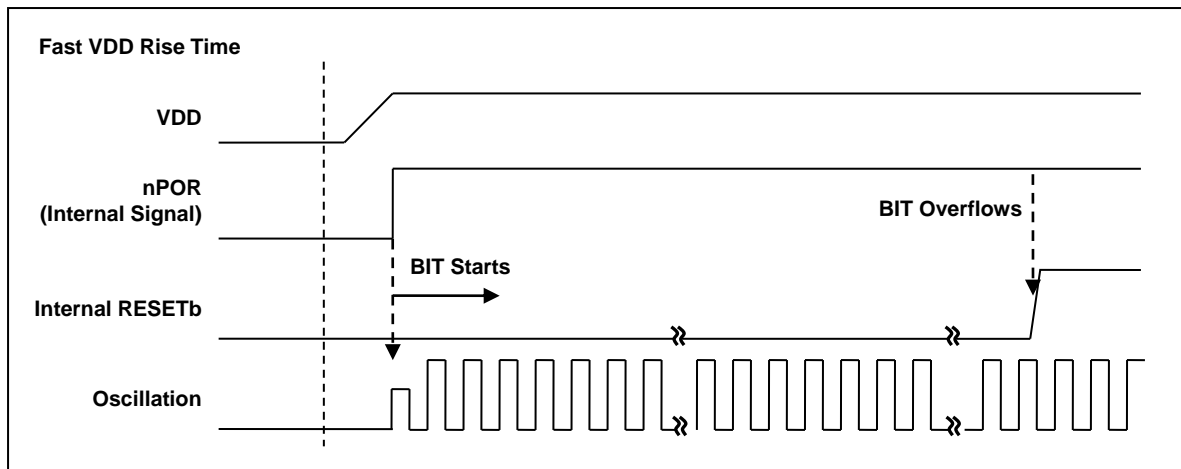 Fast VDD Rise Time
VDD
nPOR
(Internal Signal)
BIT Overflows
BIT Starts
Internal RESETb
Oscillation